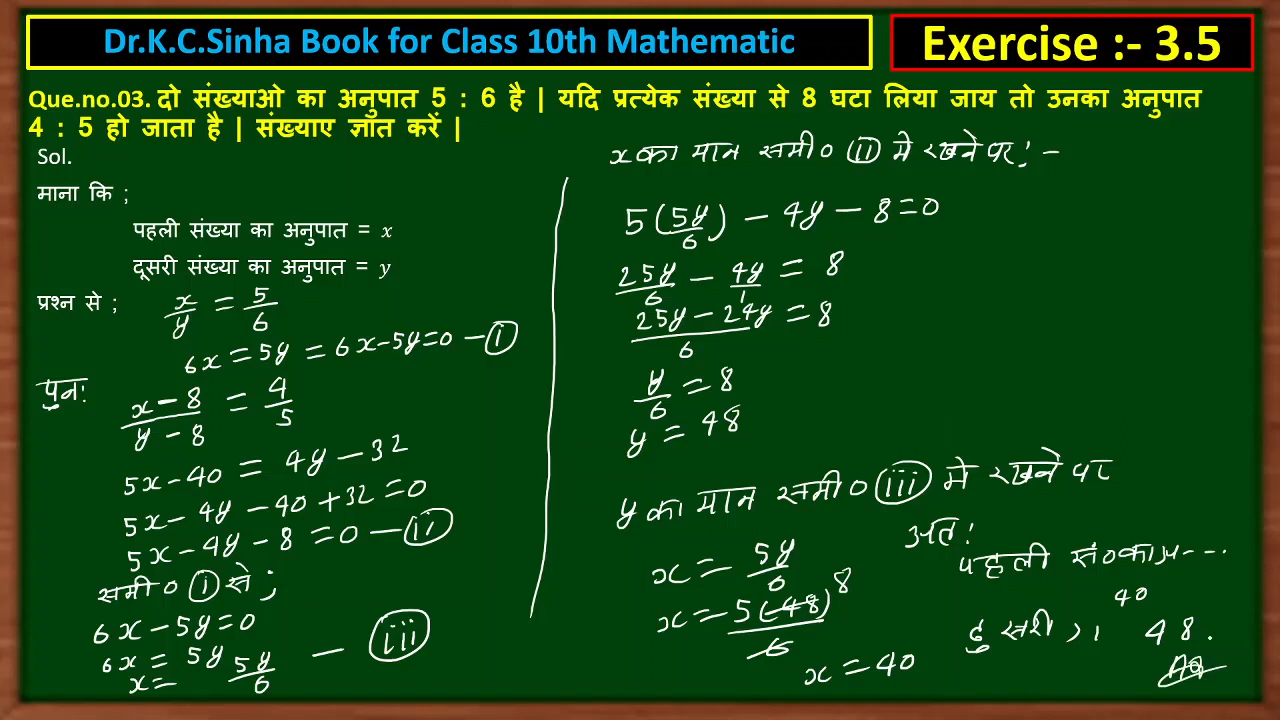 Dr.K.C.Sinha Book for Class 10th Mathematic
Exercise :- 3.5
Que.no.03. दो संख्याओ का अनुपात 5 : 6 है | यदि प्रत्येक संख्या से 8 घटा लिया जाय तो उनका अनुपात
4 : 5 हो जाता है | संख्याए ज्ञात करें |
Sol.
माना कि ;
पहली संख्या का अनुपात = x
दूसरी संख्या का अनुपात = y
प्रश्न से ; x/y = 5/6
6x = 5y = 6x-5y=0 — (i)
पुनः
x-8/y-8 = 4/5
5x-40 = 4y-32
5x-4y-40+32=0
5x-4y-8=0 — (ii)
समी० (i) से ;
6x-5y=0
6x = 5y
x= 5y/6 — (iii)
x का मान समी० (ii) मे रखने पर : -
5(5y/6) - 4y - 8=0
25y/6 - 4y/1 = 8
25y-24y/6 = 8
y/6 = 8
y = 48
y का मान समी० (iii) मे रखने पर
x = 5y/6
x = 5(48)8/6
x = 40
अत:
पहली सं० का अ----
40
दुसरी ,, 48.